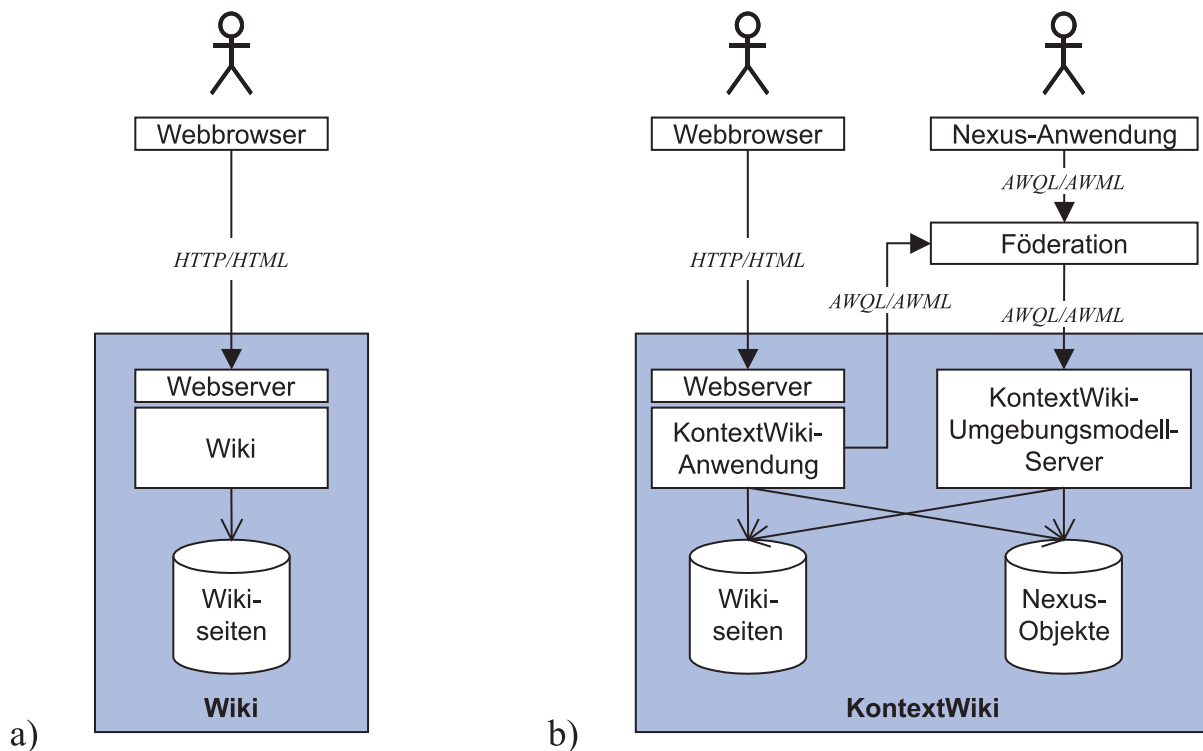 Webbrowser
HTTP/HTML
Webserver
Wiki
Wiki-
seiten
Wiki
a)
Webbrowser
Nexus-Anwendung
AWQL/AWML
Föderation
HTTP/HTML
AWQL/AWML
AWQL/AWML
Webserver
KontextWiki-
Anwendung
KontextWiki-
Umgebungsmodell-
Server
Wiki-
seiten
Nexus-
Objekte
KontextWiki
b)